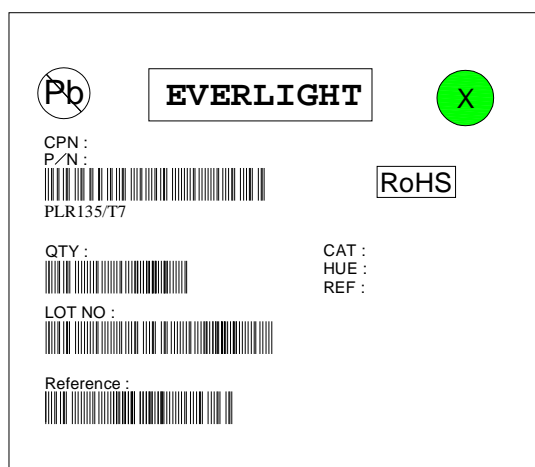 Pb
EVERLIGHT
X
CPN :
P/N :
RoHS
PLR135/T7
QTY :
CAT :
HUE :
REF :
LOT NO :
Reference :